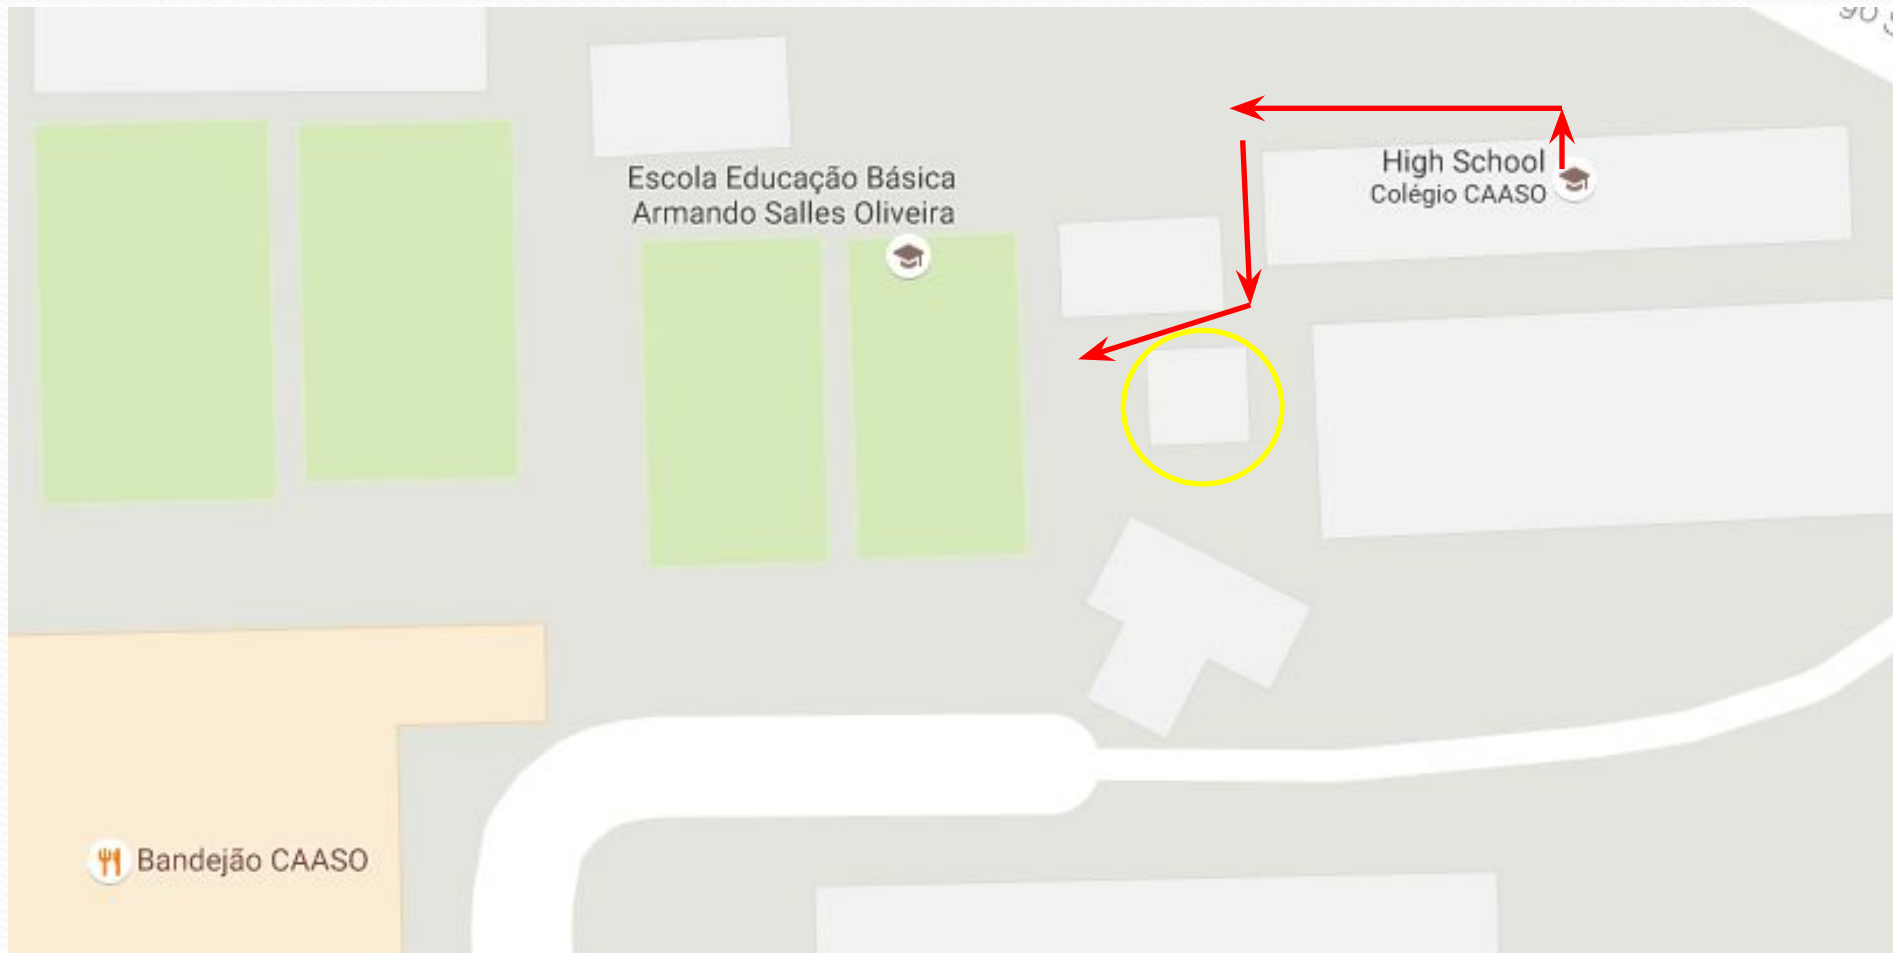 Escola Educação Básica
Armando Salles Oliveira
High School
Colégio CAASO
Bandejão CAASO